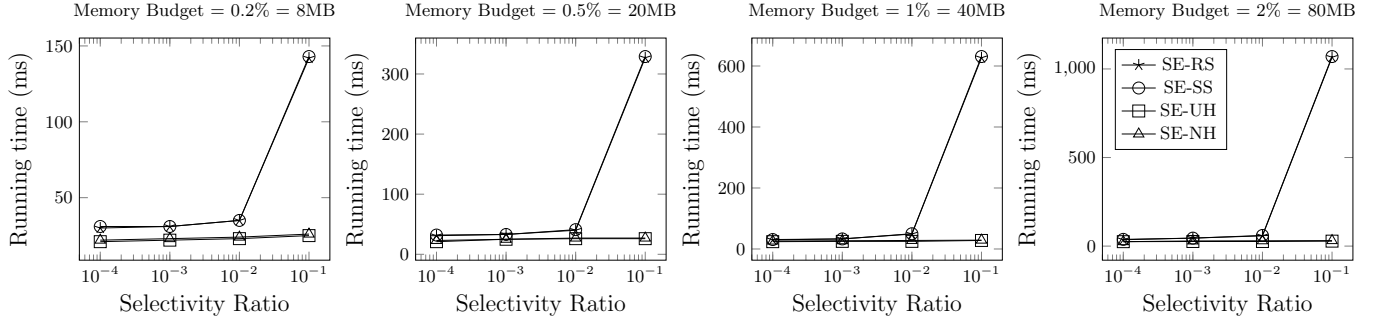 Memory Budget = 0.2% = 8MB
150
100
50
10⁻⁴ 10⁻³ 10⁻² 10⁻¹
Selectivity Ratio
Running time (ms)
Memory Budget = 0.5% = 20MB
300
200
100
0
10⁻⁴ 10⁻³ 10⁻² 10⁻¹
Selectivity Ratio
Running time (ms)
Memory Budget = 1% = 40MB
600
400
200
0
10⁻⁴ 10⁻³ 10⁻² 10⁻¹
Selectivity Ratio
Running time (ms)
Memory Budget = 2% = 80MB
1,000
500
0
10⁻⁴ 10⁻³ 10⁻² 10⁻¹
Selectivity Ratio
Running time (ms)
SE-RS
SE-SS
SE-UH
SE-NH